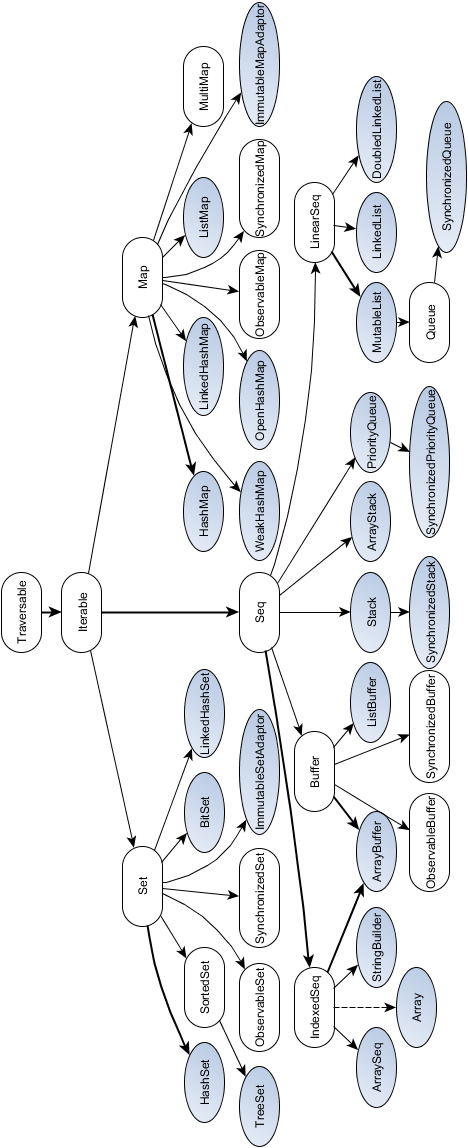 Traversable
Iterable
Set
Map
HashSet
SortedSet
BitSet
LinkedHashSet
HashMap
LinkedHashMap
ListMap
MultiMap
TreeSet
ObservableSet
SynchronizedSet
ImmutableSetAdaptor
Seq
WeakHashMap
OpenHashMap
ObservableMap
SynchronizedMap
ImmutableMapAdaptor
IndexedSeq
Buffer
LinearSeq
ArraySeq
StringBuilder
ArrayBuffer
ListBuffer
Stack
ArrayStack
PriorityQueue
MutableList
LinkedList
DoubledLinkedList
Array
ObservableBuffer
SynchronizedBuffer
SynchronizedStack
SynchronizedPriorityQueue
Queue
SynchronizedQueue